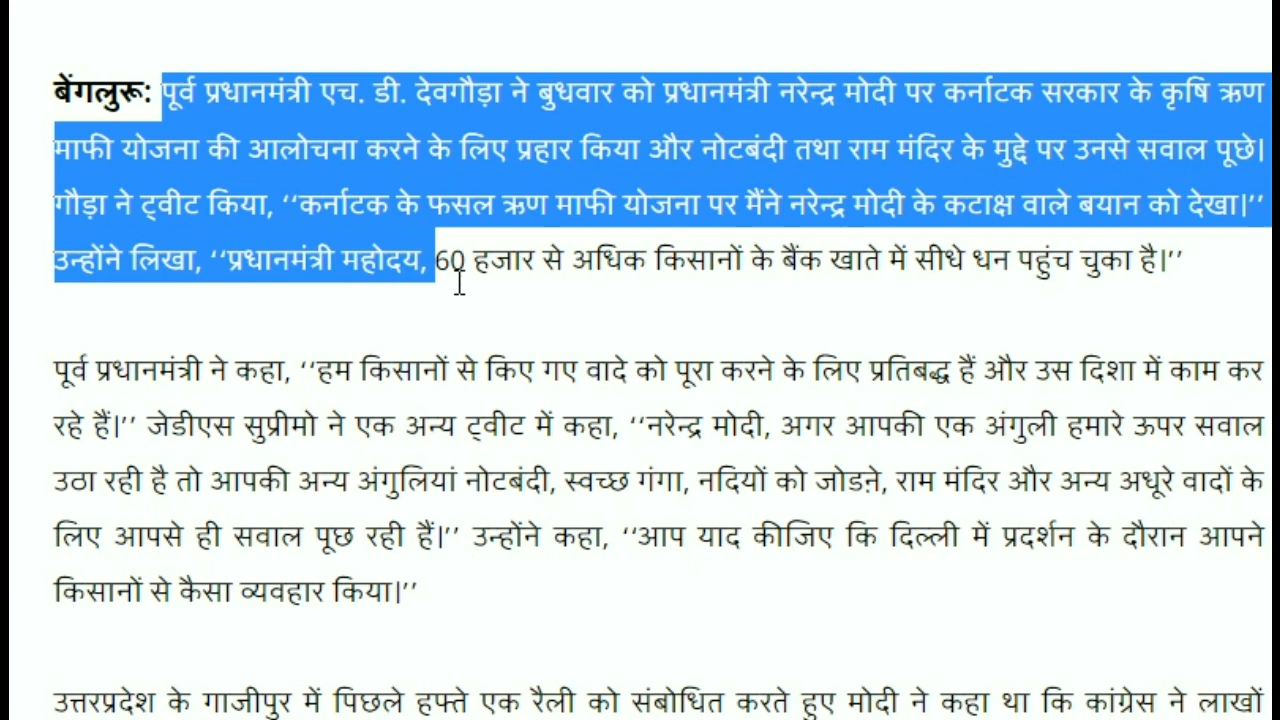 बेंगलुरू: पूर्व प्रधानमंत्री एच. डी. देवगौड़ा ने बुधवार को प्रधानमंत्री नरेन्द्र मोदी पर कर्नाटक सरकार के कृषि ऋण
माफी योजना की आलोचना करने के लिए प्रहार किया और नोटबंदी तथा राम मंदिर के मुद्दे पर उनसे सवाल पूछे।
गौड़ा ने ट्वीट किया, ‘‘कर्नाटक के फसल ऋण माफी योजना पर मैंने नरेन्द्र मोदी के कटाक्ष वाले बयान को देखा।’’
उन्होंने लिखा, ‘‘प्रधानमंत्री महोदय, 60 हजार से अधिक किसानों के बैंक खाते में सीधे धन पहुंच चुका है।’’
पूर्व प्रधानमंत्री ने कहा, ‘‘हम किसानों से किए गए वादे को पूरा करने के लिए प्रतिबद्ध हैं और उस दिशा में काम कर
रहे हैं।’’ जेडीएस सुप्रीमो ने एक अन्य ट्वीट में कहा, ‘‘नरेन्द्र मोदी, अगर आपकी एक अंगुली हमारे ऊपर सवाल
उठा रही है तो आपकी अन्य अंगुलियां नोटबंदी, स्वच्छ गंगा, नदियों को जोडऩे, राम मंदिर और अन्य अधूरे वादों के
लिए आपसे ही सवाल पूछ रही हैं।’’ उन्होंने कहा, ‘‘आप याद कीजिए कि दिल्ली में प्रदर्शन के दौरान आपने
किसानों से कैसा व्यवहार किया।’’
उत्तरप्रदेश के गाजीपुर में पिछले हफ्ते एक रैली को संबोधित करते हुए मोदी ने कहा था कि कांग्रेस ने लाखों